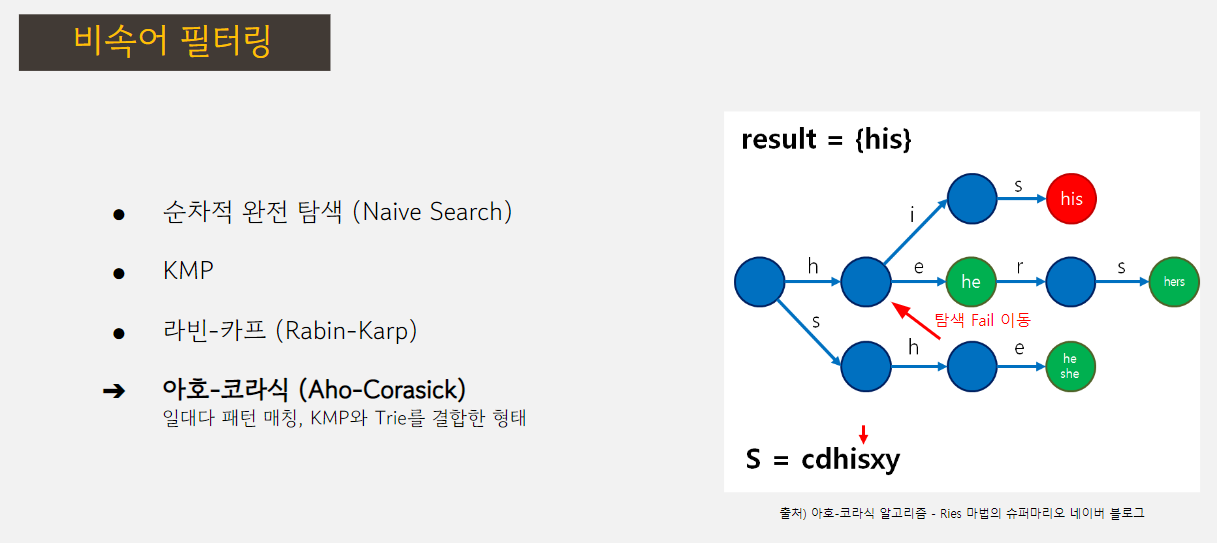 비속어 필터링
● 순차적 완전 탐색 (Naive Search)
● KMP
● 라빈-카프 (Rabin-Karp)
➔ 아호-코라식 (Aho-Corasick)
일대다 패턴 매칭, KMP와 Trie를 결합한 형태
result = {his}
s
his
i
h
e
he
r
s
hers
탐색 Fail 이동
s
h
e
he
she
S = cdhisxy
출처) 아호-코라식 알고리즘 - Ries 마법의 슈퍼마리오 네이버 블로그